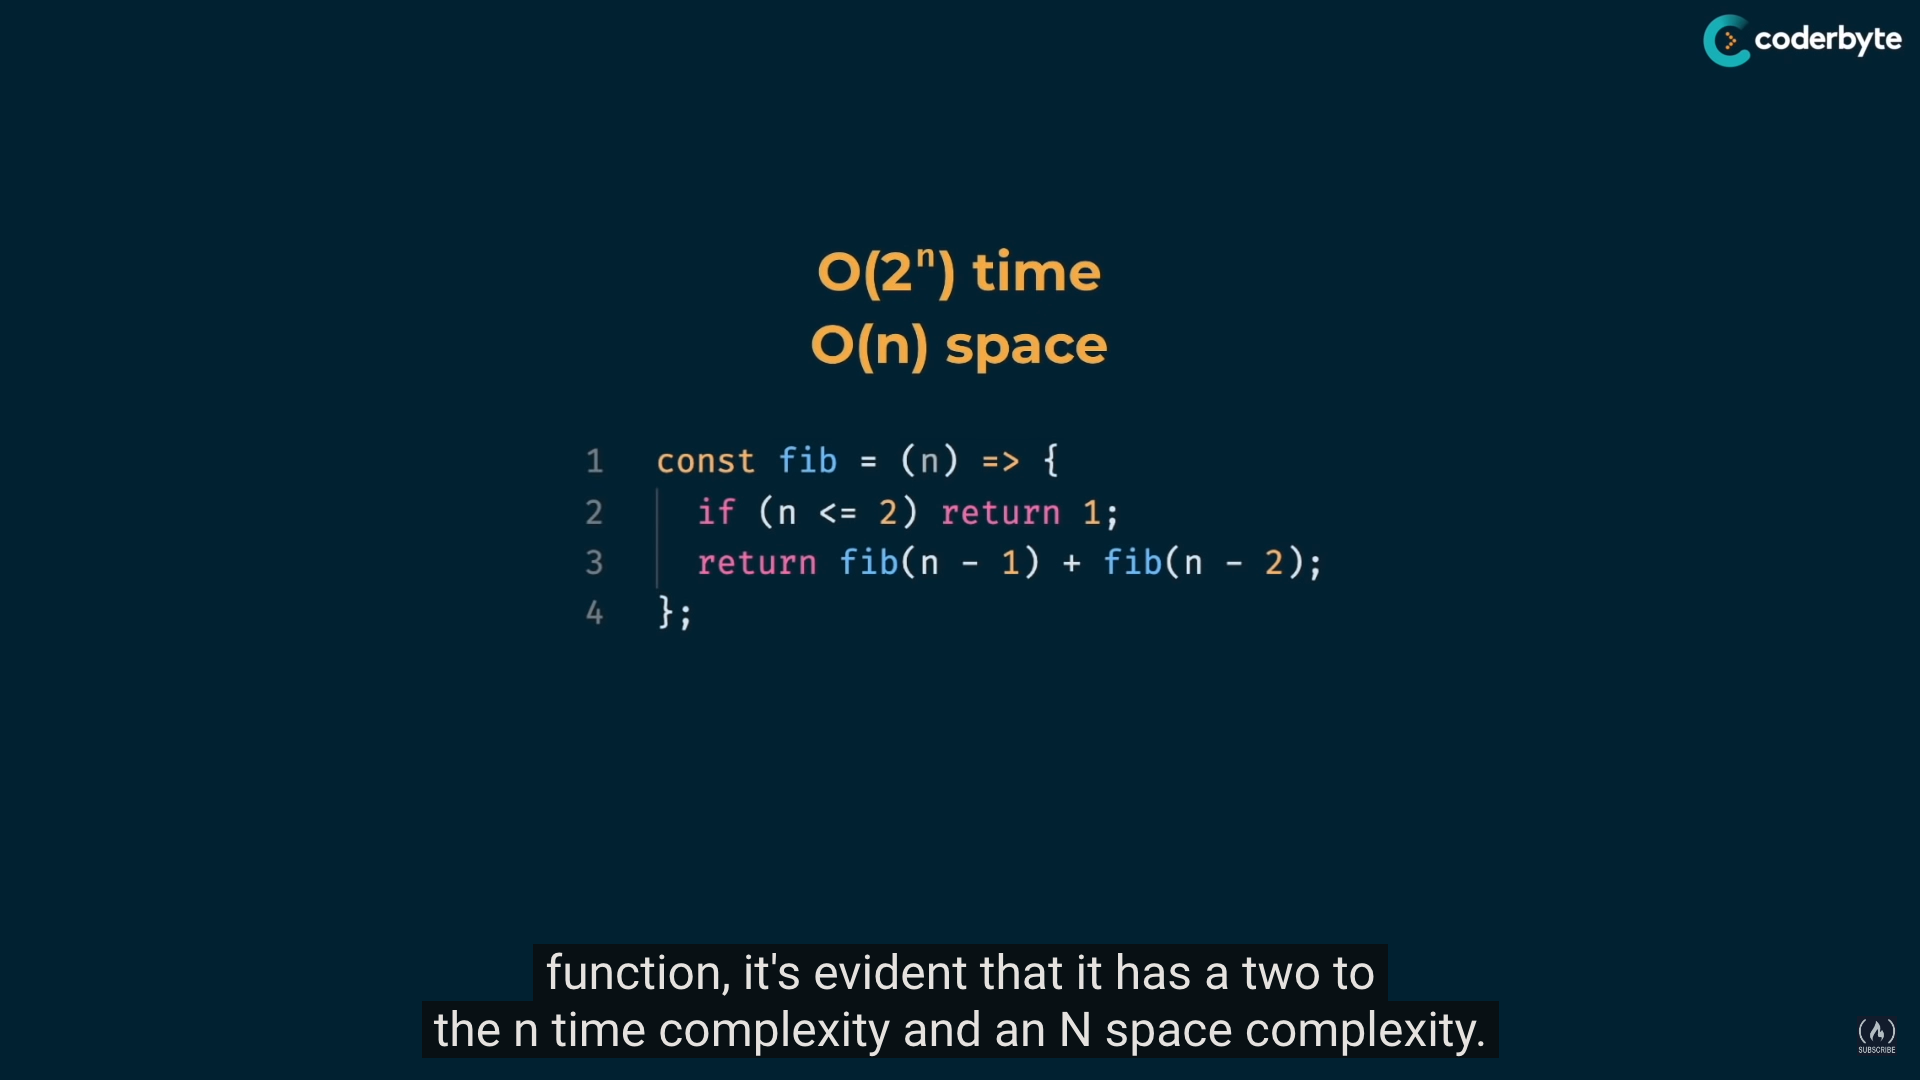 coderbyte
O(2ⁿ) time
O(n) space
1 const fib = (n) => {
2 if (n <= 2) return 1;
3 return fib(n - 1) + fib(n - 2);
4 };
function, it's evident that it has a two to
the n time complexity and an N space complexity.
SUBSCRIBE